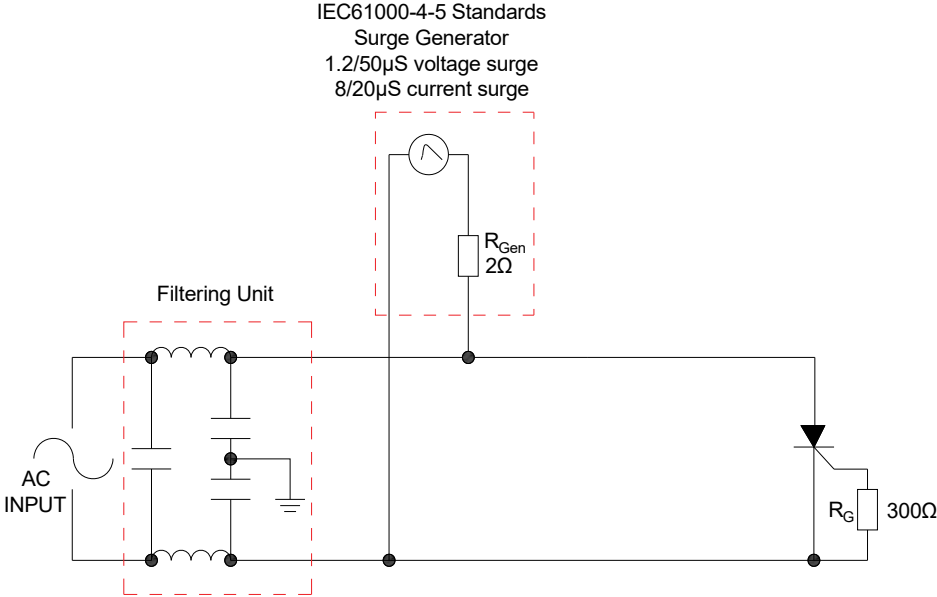 IEC61000-4-5 Standards
Surge Generator
1.2/50μS voltage surge
8/20μS current surge
RGen
2Ω
Filtering Unit
AC
INPUT
RG
300Ω